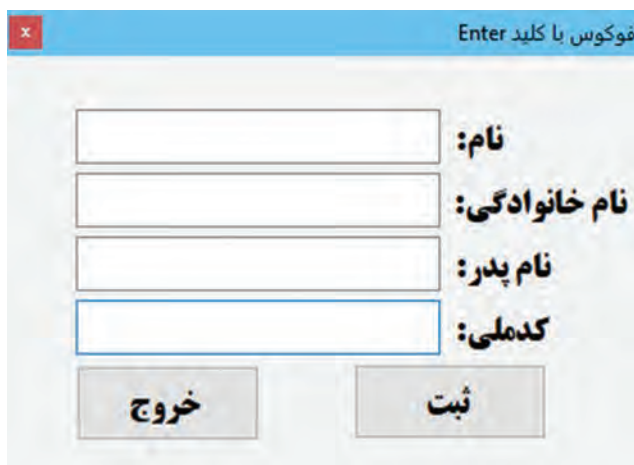 فوکوس با کلید Enter
x
نام:
نام خانوادگی:
نام پدر:
کدملی:
ثبت
خروج